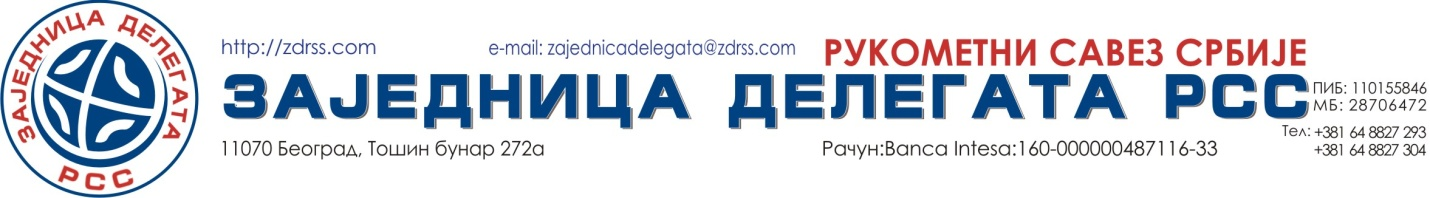 ЗАЈЕДНИЦА ДЕЛЕГАТА
РСС
http://zdrss.com e-mail: zajednicadelegata@zdrss.com РУКОМЕТНИ САВЕЗ СРБИЈЕ
ЗАЈЕДНИЦА ДЕЛЕГАТА РСС
ПИБ: 110155846
МБ: 28706472
11070 Београд, Тошин бунар 272а Рачун:Banca Intesa:160-000000487116-33
Тел: +381 64 8827 293
+381 64 8827 304